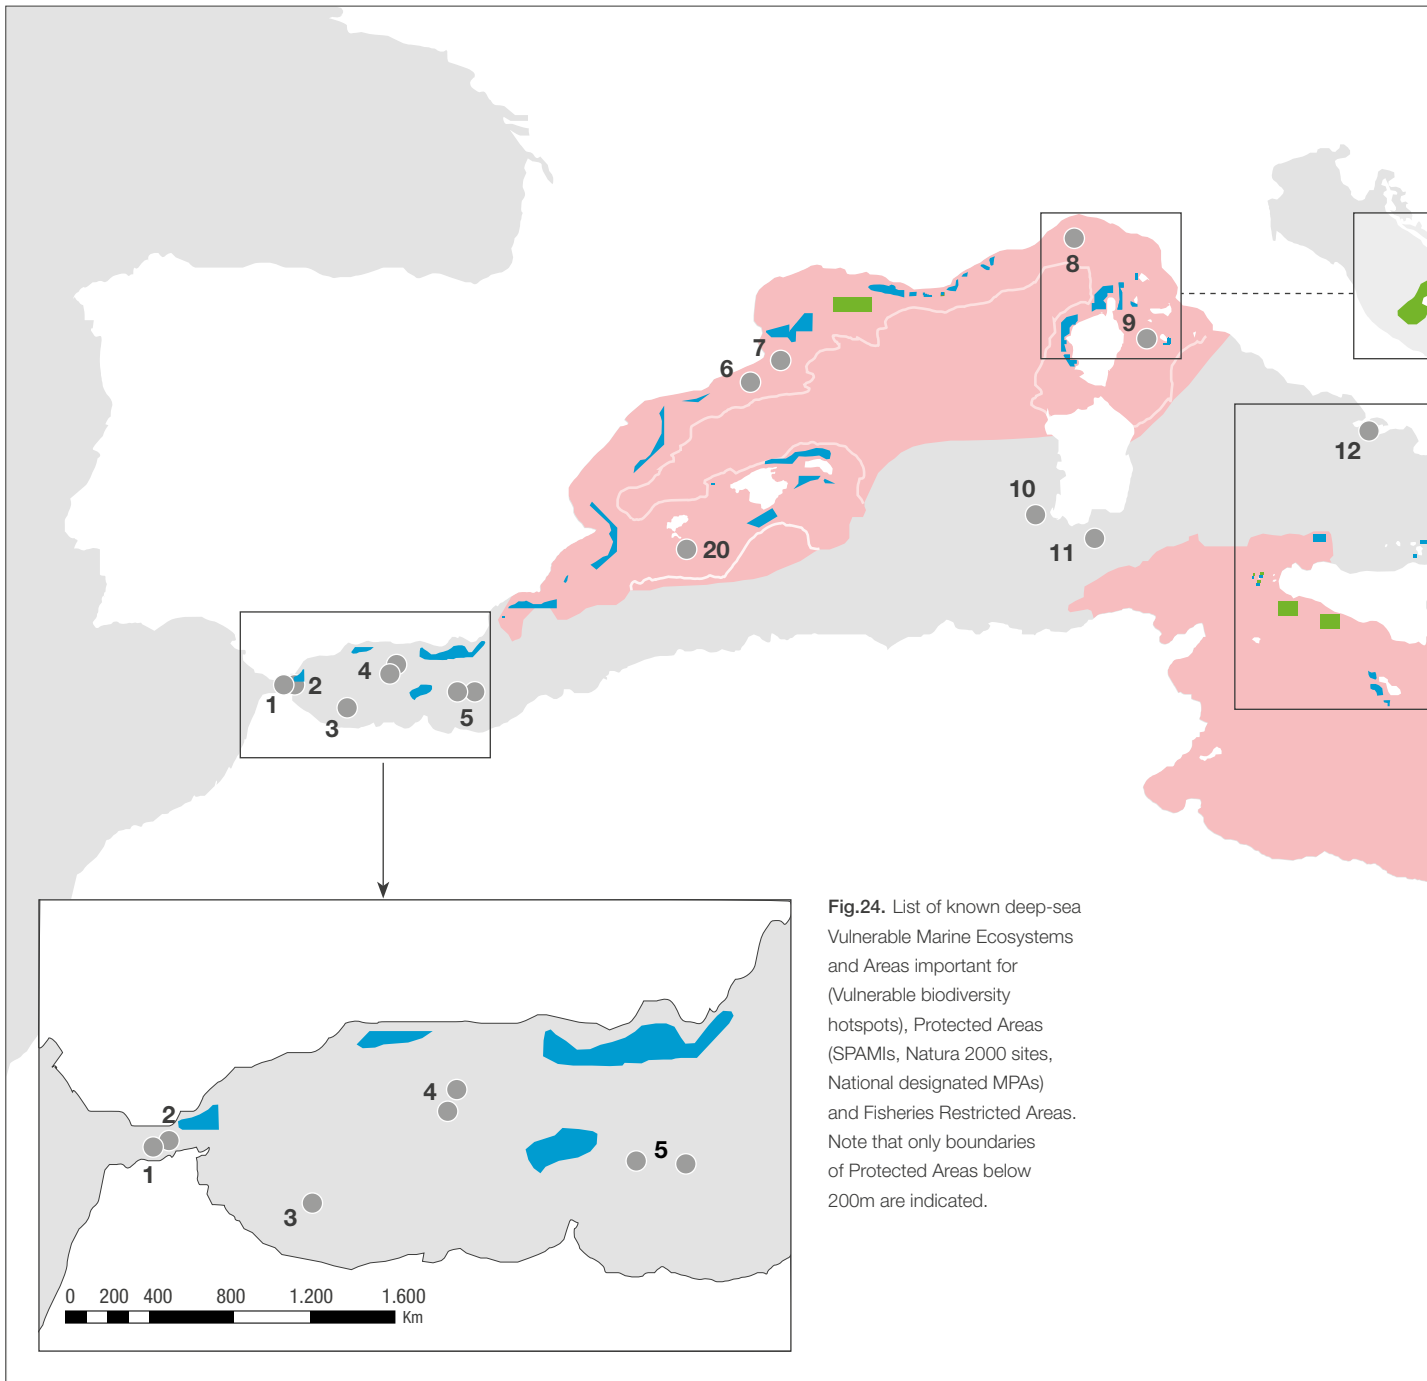 8
9
7
6
12
10
11
20
4
2
1
3
5
Fig.24. List of known deep-sea
Vulnerable Marine Ecosystems
and Areas important for
(Vulnerable biodiversity
hotspots), Protected Areas
(SPAMIs, Natura 2000 sites,
National designated MPAs)
and Fisheries Restricted Areas.
Note that only boundaries
of Protected Areas below
200m are indicated.
4
2
5
1
3
0 200 400 800 1.200 1.600
Km